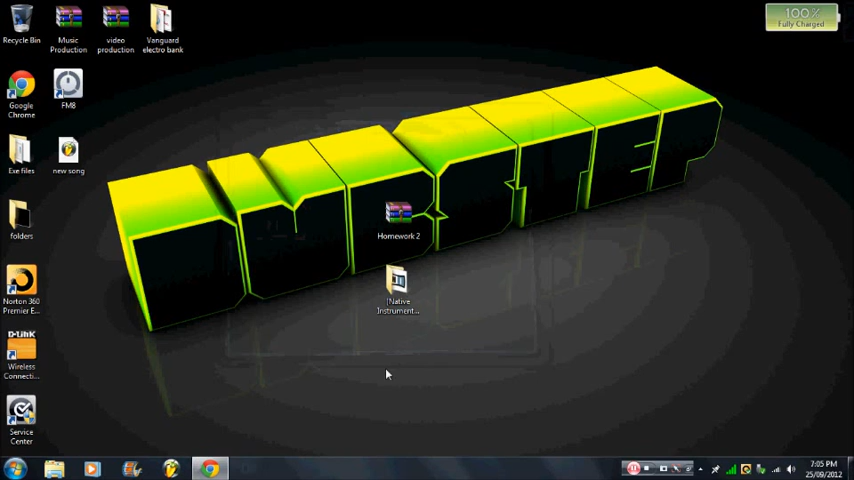 100%
Fully Charged
Recycle Bin
Music
Production
video
production
Vanguard
electro bank
Google
Chrome
FM8
Exe files
new song
folders
Homework 2
[Native
Instrument...
Norton 360
Premier E...
D-Link
Wireless
Connecti...
Service
Center
DUBSTEP
7:05 PM
25/09/2012